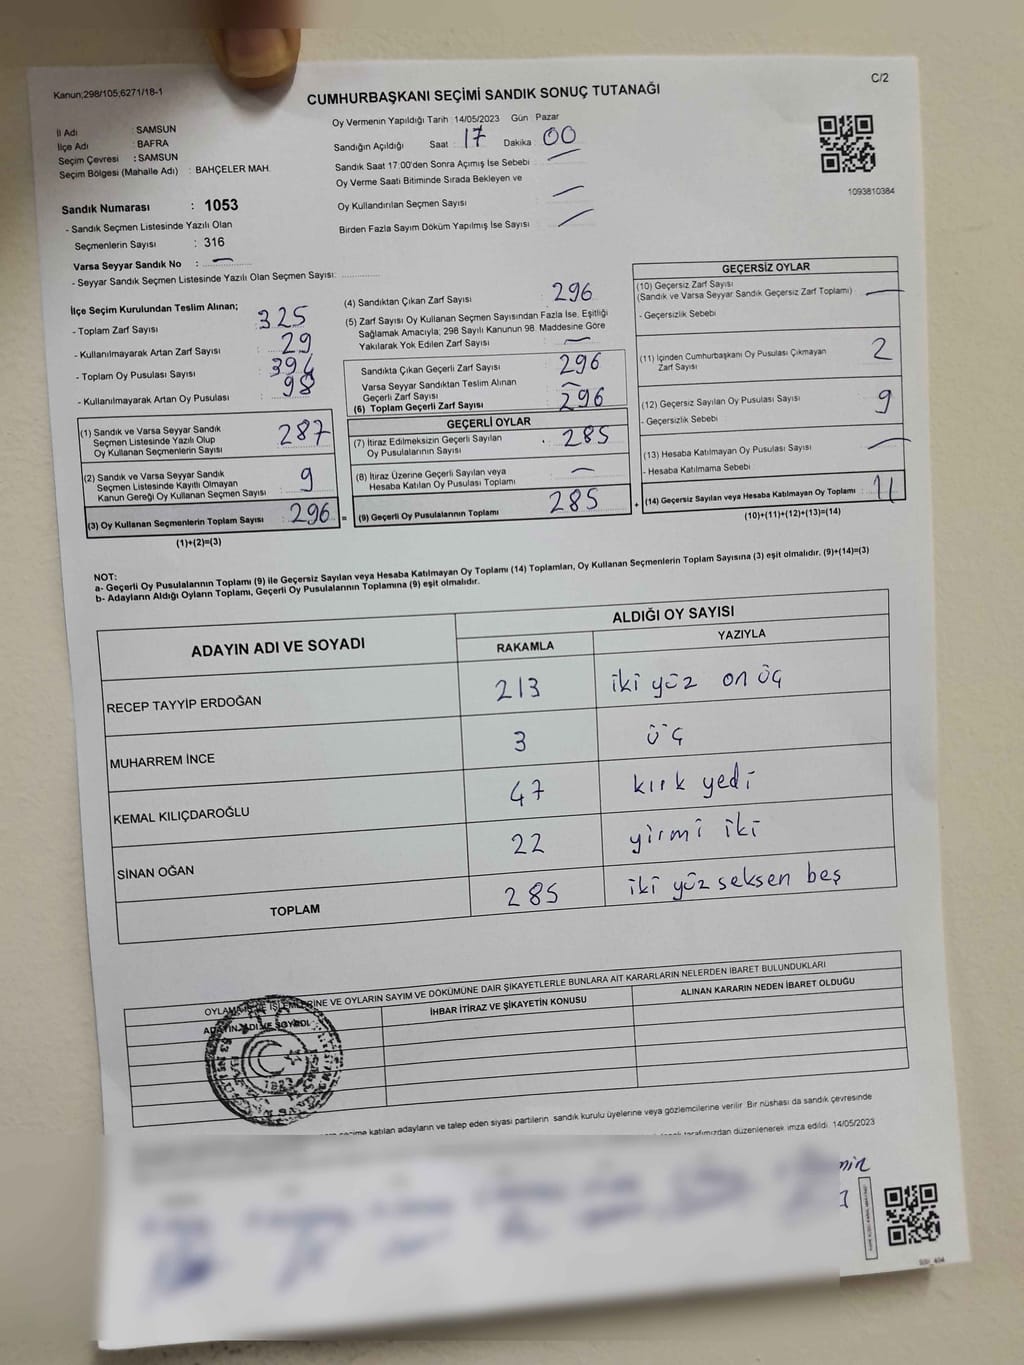 Kanun;298/105;6271/18-1
C/2
CUMHURBAŞKANI SEÇİMİ SANDIK SONUÇ TUTANAĞI
İl Adı : SAMSUN
İlçe Adı : BAFRA
Seçim Çevresi : SAMSUN
Seçim Bölgesi (Mahalle Adı) : BAHÇELER MAH.
Sandık Numarası : 1053
- Sandık Seçmen Listesinde Yazılı Olan
Seçmenlerin Sayısı : 316
Varsa Seyyar Sandık No : —
- Seyyar Sandık Seçmen Listesinde Yazılı Olan Seçmen Sayısı:
Oy Vermenin Yapıldığı Tarih :14/05/2023 Gün Pazar
Sandığın Açıldığı Saat : 17 Dakika : 00
Sandık Saat 17:00'den Sonra Açılmış İse Sebebi : —
Oy Verme Saati Bitiminde Sırada Bekleyen ve
Oy Kullandırılan Seçmen Sayısı : —
Birden Fazla Sayım Döküm Yapılmış İse Sayısı : —
1093810384
İlçe Seçim Kurulundan Teslim Alınan;
- Toplam Zarf Sayısı : 325
- Kullanılmayarak Artan Zarf Sayısı : 29
- Toplam Oy Pusulası Sayısı : 394
- Kullanılmayarak Artan Oy Pusulası : 98
(1) Sandık ve Varsa Seyyar Sandık
Seçmen Listesinde Yazılı Olup
Oy Kullanan Seçmenlerin Sayısı : 287
(2) Sandık ve Varsa Seyyar Sandık
Seçmen Listesinde Kayıtlı Olmayan
Kanun Gereği Oy Kullanan Seçmen Sayısı : 9
(3) Oy Kullanan Seçmenlerin Toplam Sayısı : 296 =
(1)+(2)=(3)
(4) Sandıktan Çıkan Zarf Sayısı : 296
(5) Zarf Sayısı Oy Kullanan Seçmen Sayısından Fazla İse, Eşitliği
Sağlamak Amacıyla; 298 Sayılı Kanunun 98. Maddesine Göre
Yakılarak Yok Edilen Zarf Sayısı : —
Sandıkta Çıkan Geçerli Zarf Sayısı : 296
Varsa Seyyar Sandıktan Teslim Alınan
Geçerli Zarf Sayısı : —
(6) Toplam Geçerli Zarf Sayısı : 296
GEÇERLİ OYLAR
(7) İtiraz Edilmeksizin Geçerli Sayılan
Oy Pusulalarının Sayısı : 285
(8) İtiraz Üzerine Geçerli Sayılan veya
Hesaba Katılan Oy Pusulası Toplamı : —
(9) Geçerli Oy Pusulalarının Toplamı : 285 +
GEÇERSİZ OYLAR
(10) Geçersiz Zarf Sayısı
(Sandık ve Varsa Seyyar Sandık Geçersiz Zarf Toplamı) : —
- Geçersizlik Sebebi
(11) İçinden Cumhurbaşkanı Oy Pusulası Çıkmayan
Zarf Sayısı : 2
(12) Geçersiz Sayılan Oy Pusulası Sayısı : 9
- Geçersizlik Sebebi
(13) Hesaba Katılmayan Oy Pusulası Sayısı : —
- Hesaba Katılmama Sebebi
(14) Geçersiz Sayılan veya Hesaba Katılmayan Oy Toplamı : 11
(10)+(11)+(12)+(13)=(14)
NOT:
a- Geçerli Oy Pusulalarının Toplamı (9) ile Geçersiz Sayılan veya Hesaba Katılmayan Oy Toplamı (14) Toplamları, Oy Kullanan Seçmenlerin Toplam Sayısına (3) eşit olmalıdır. (9)+(14)=(3)
b- Adayların Aldığı Oyların Toplamı, Geçerli Oy Pusulalarının Toplamına (9) eşit olmalıdır.
ADAYIN ADI VE SOYADI
ALDIĞI OY SAYISI
RAKAMLA YAZIYLA
RECEP TAYYİP ERDOĞAN 213 iki yüz on üç
MUHARREM İNCE 3 üç
KEMAL KILIÇDAROĞLU 47 kırk yedi
SİNAN OĞAN 22 yirmi iki
TOPLAM 285 iki yüz seksen beş
OYLAMA İŞLEMLERİNE VE OYLARIN SAYIM VE DÖKÜMÜNE DAİR ŞİKAYETLERLE BUNLARA AİT KARARLARIN NELERDEN İBARET BULUNDUKLARI
ADAYIN ADI VE SOYADI İHBAR İTİRAZ VE ŞİKAYETİN KONUSU ALINAN KARARIN NEDEN İBARET OLDUĞU
1923
seçime katılan adayların ve talep eden siyasi partilerin sandık kurulu üyelerine veya gözlemcilerine verilir. Bir nüshası da sandık çevresinde
tarafımızdan düzenlenerek imza edildi. 14/05/2023